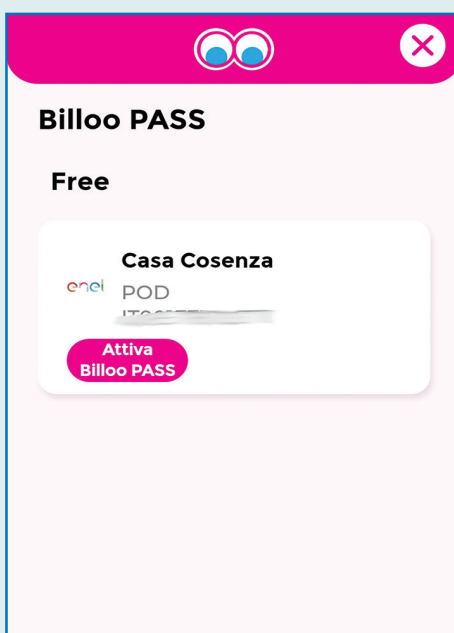 Billoo PASS
Free
Casa Cosenza
enel
POD
Attiva
Billoo PASS